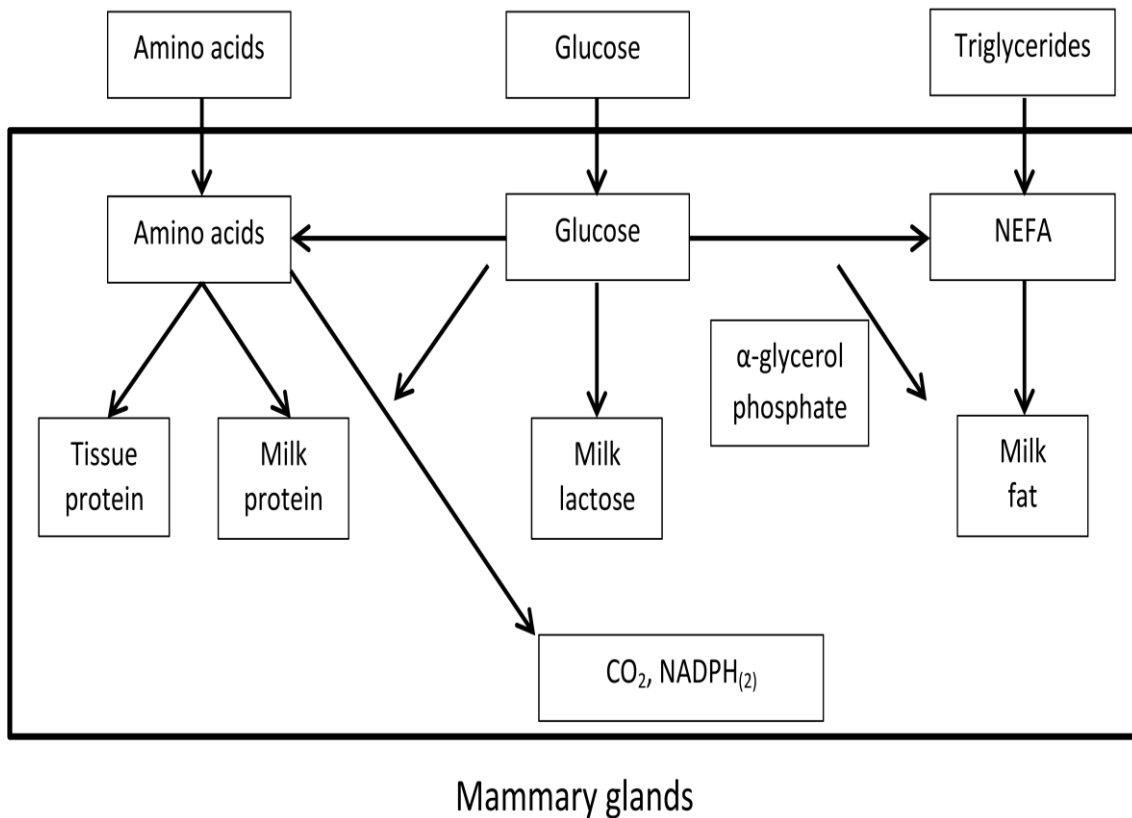 Amino acids
Glucose
Triglycerides
Amino acids
Glucose
NEFA
α-glycerol
phosphate
Tissue
protein
Milk
protein
Milk
lactose
Milk
fat
CO₂, NADPH₍₂₎
Mammary glands